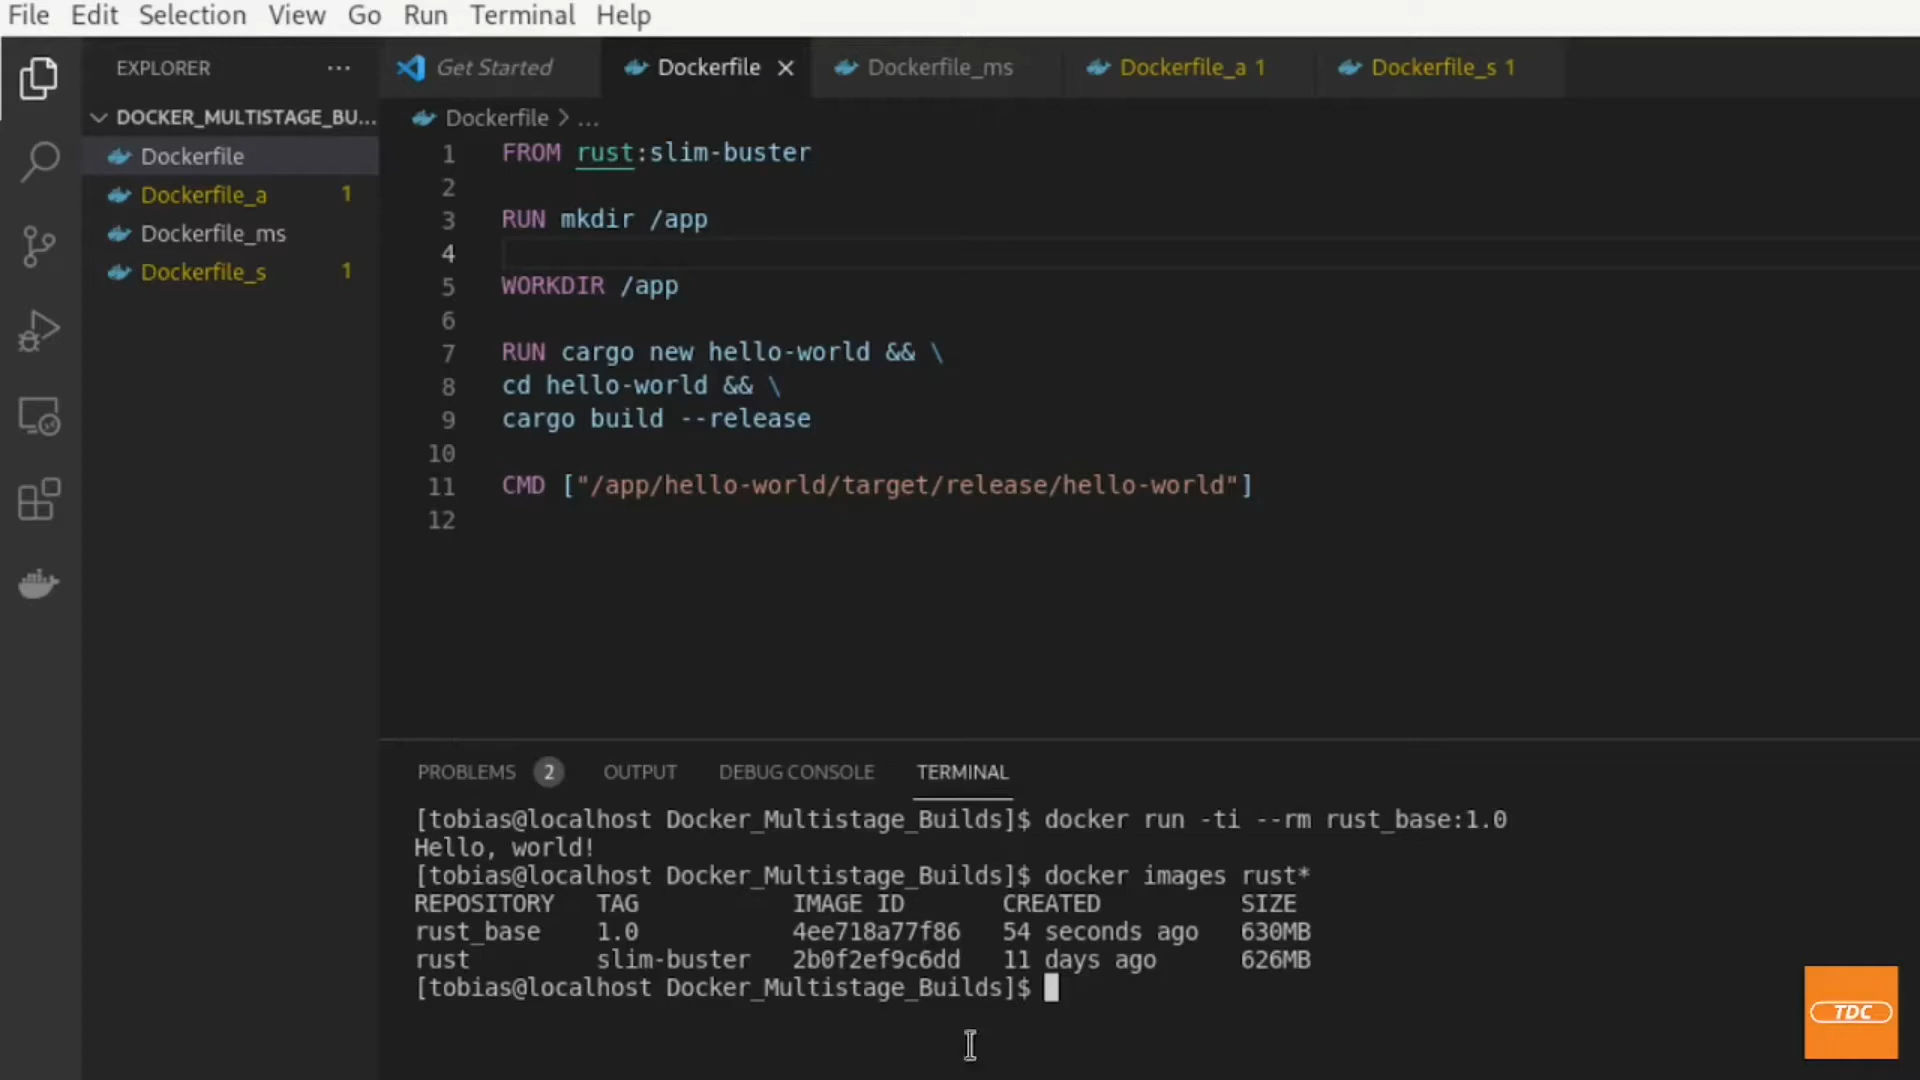 File Edit Selection View Go Run Terminal Help
EXPLORER ...
Get Started Dockerfile Dockerfile_ms Dockerfile_a 1 Dockerfile_s 1
DOCKER_MULTISTAGE_BU...
Dockerfile
Dockerfile_a 1
Dockerfile_ms
Dockerfile_s 1
Dockerfile > ...
1 FROM rust:slim-buster
2
3 RUN mkdir /app
4
5 WORKDIR /app
6
7 RUN cargo new hello-world && \
8 cd hello-world && \
9 cargo build --release
10
11 CMD ["/app/hello-world/target/release/hello-world"]
12
PROBLEMS 2 OUTPUT DEBUG CONSOLE TERMINAL
[tobias@localhost Docker_Multistage_Builds]$ docker run -ti --rm rust_base:1.0
Hello, world!
[tobias@localhost Docker_Multistage_Builds]$ docker images rust*
REPOSITORY TAG IMAGE ID CREATED SIZE
rust_base 1.0 4ee718a77f86 54 seconds ago 630MB
rust slim-buster 2b0f2ef9c6dd 11 days ago 626MB
[tobias@localhost Docker_Multistage_Builds]$
TDC